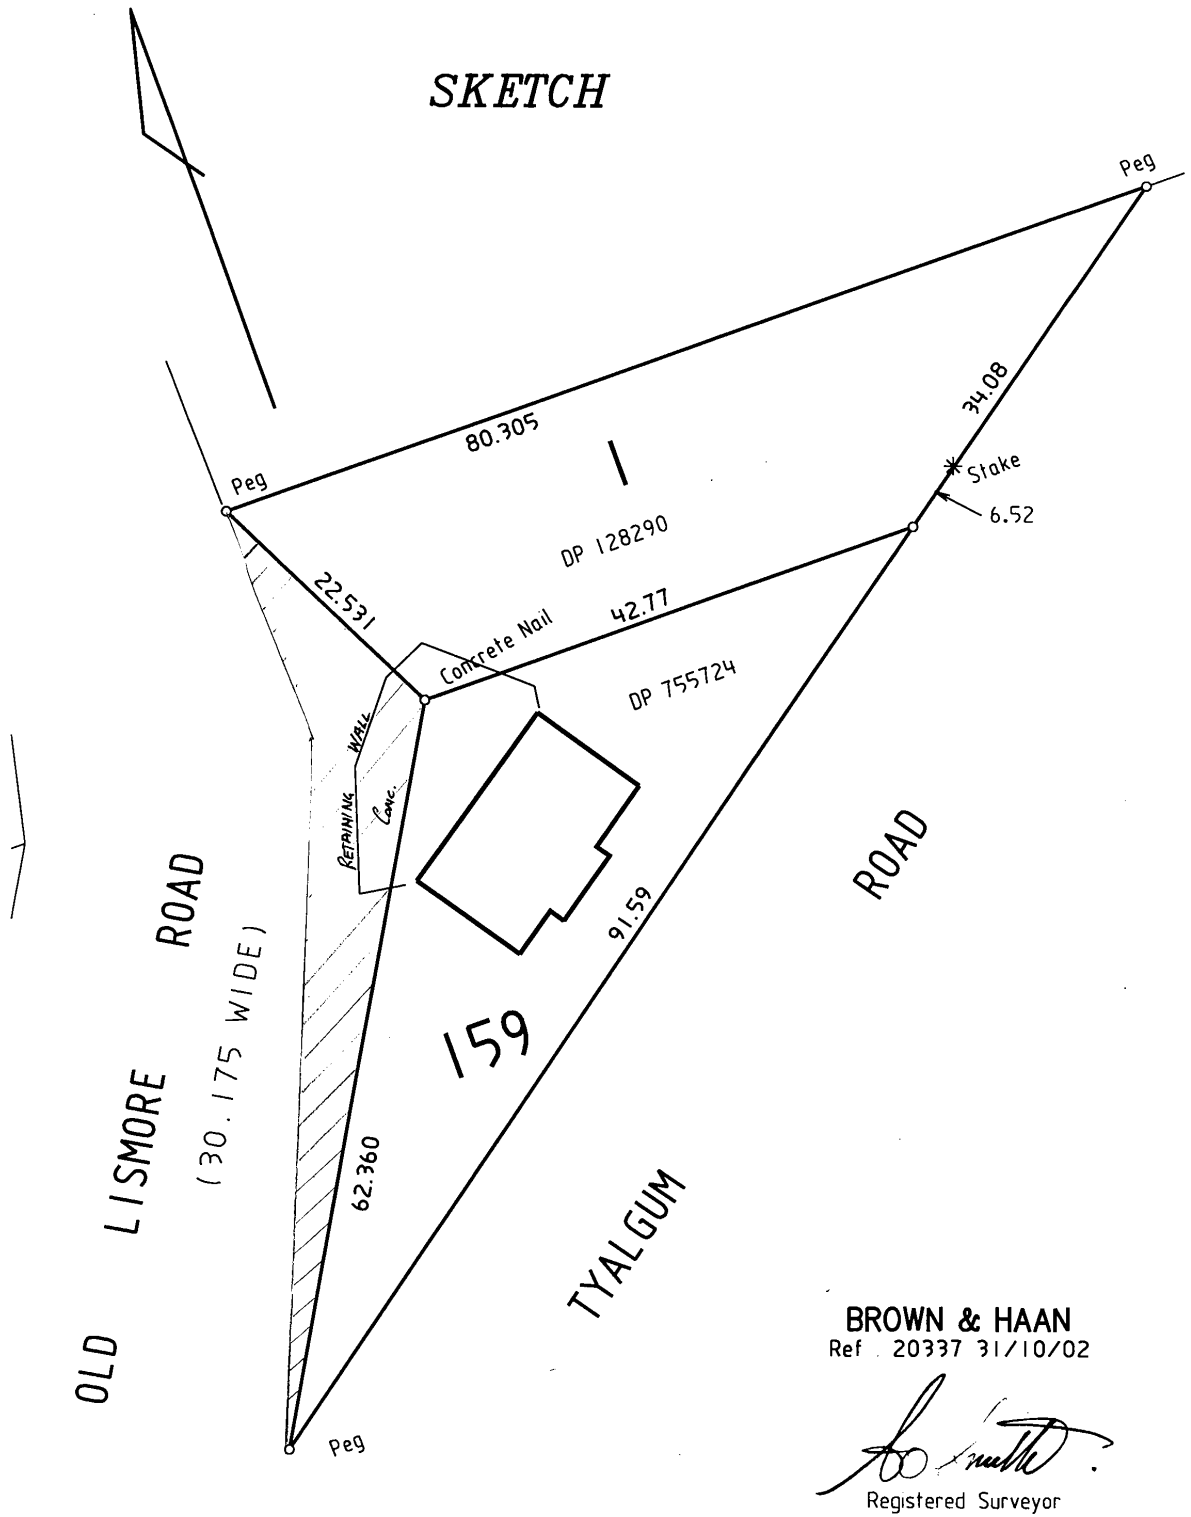 SKETCH
Peg
34.08
80.305
Stake
Peg
6.52
1
DP 128290
22.531
42.77
Concrete Nail
DP 755724
RETAINING WALL
Conc.
91.59
159
62.360
OLD LISMORE ROAD
(30.175 WIDE)
TYALGUM ROAD
Peg
BROWN & HAAN
Ref . 20337 31/10/02
Registered Surveyor